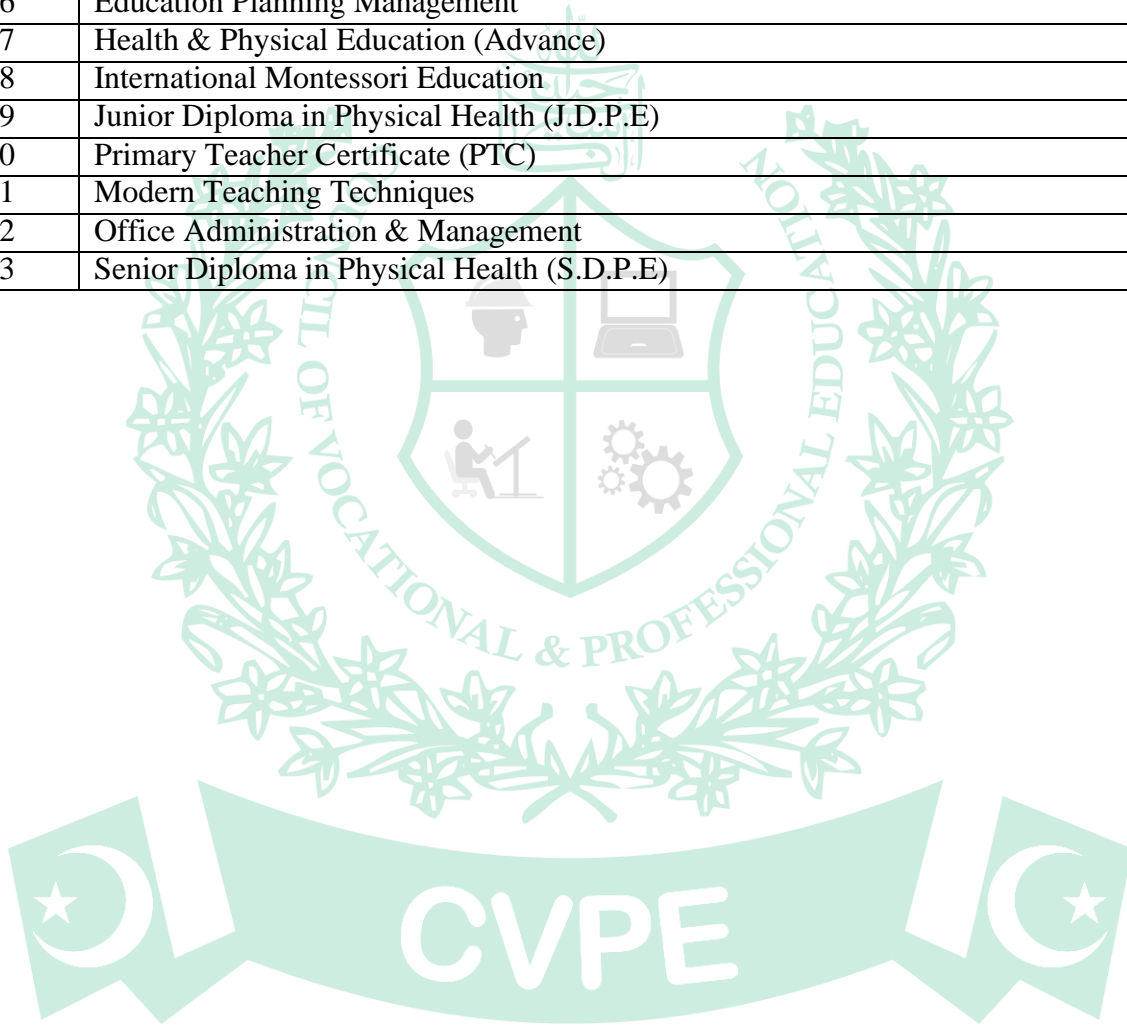 6 Education Planning Management
7 Health & Physical Education (Advance)
8 International Montessori Education
9 Junior Diploma in Physical Health (J.D.P.E)
0 Primary Teacher Certificate (PTC)
1 Modern Teaching Techniques
2 Office Administration & Management
3 Senior Diploma in Physical Health (S.D.P.E)
COUNCIL OF VOCATIONAL & PROFESSIONAL EDUCATION
CVPE